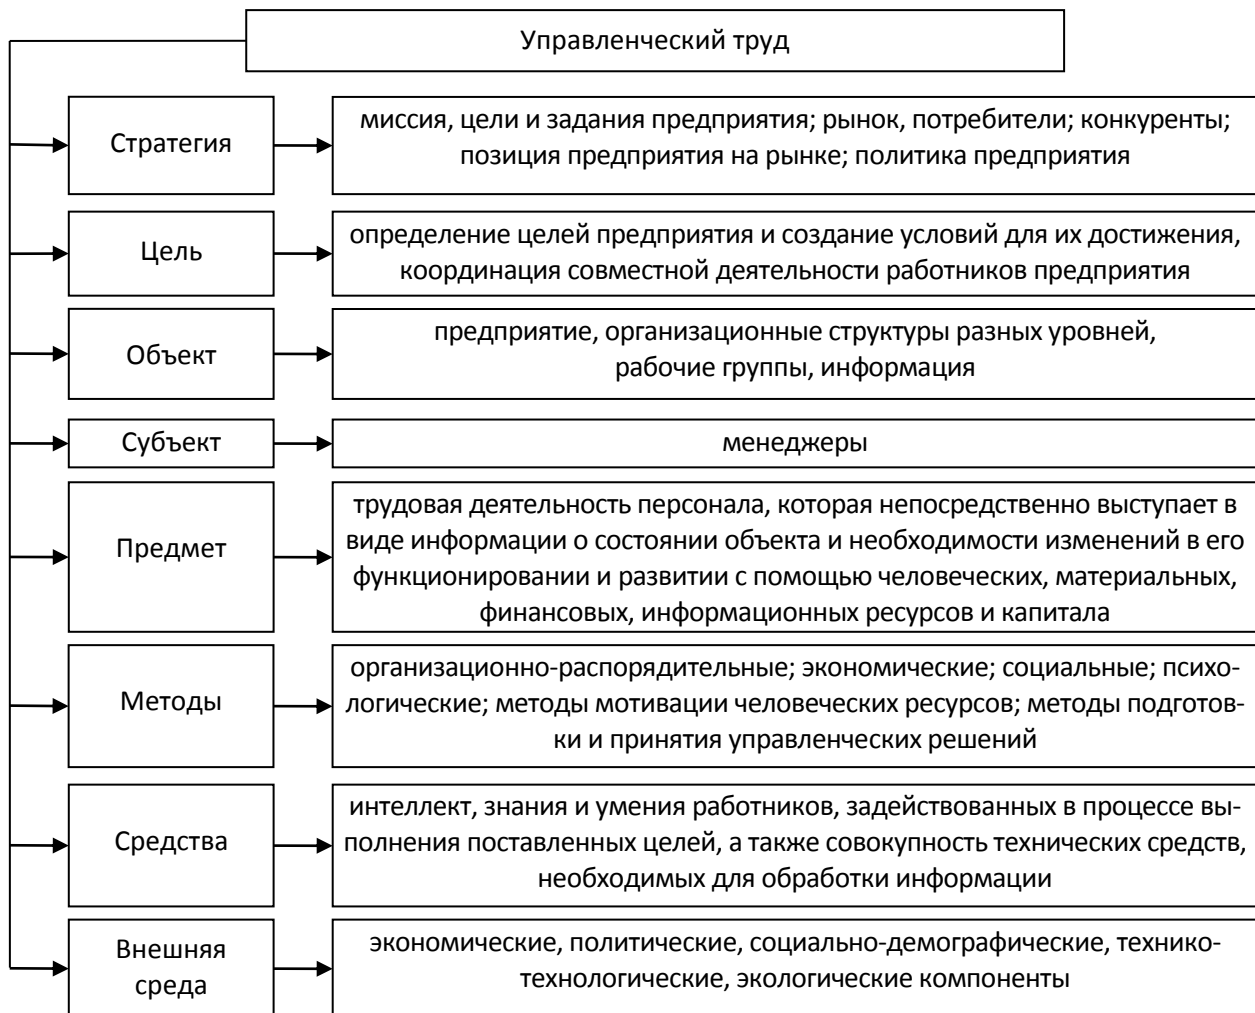 Управленческий труд
Стратегия
миссия, цели и задания предприятия; рынок, потребители; конкуренты;
позиция предприятия на рынке; политика предприятия
Цель
определение целей предприятия и создание условий для их достижения,
координация совместной деятельности работников предприятия
Объект
предприятие, организационные структуры разных уровней,
рабочие группы, информация
Субъект
менеджеры
Предмет
трудовая деятельность персонала, которая непосредственно выступает в
виде информации о состоянии объекта и необходимости изменений в его
функционировании и развитии с помощью человеческих, материальных,
финансовых, информационных ресурсов и капитала
Методы
организационно-распорядительные; экономические; социальные; психо-
логические; методы мотивации человеческих ресурсов; методы подготов-
ки и принятия управленческих решений
Средства
интеллект, знания и умения работников, задействованных в процессе вы-
полнения поставленных целей, а также совокупность технических средств,
необходимых для обработки информации
Внешняя
среда
экономические, политические, социально-демографические, технико-
технологические, экологические компоненты